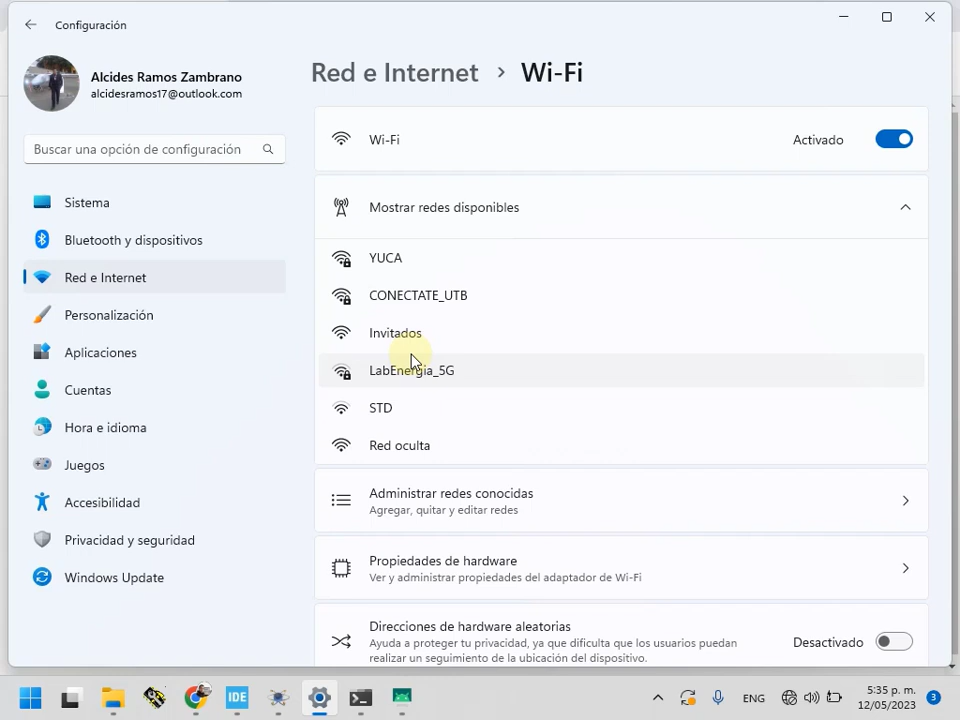 Configuración
Alcides Ramos Zambrano
alcidesramos17@outlook.com
Buscar una opción de configuración
Sistema
Bluetooth y dispositivos
Red e Internet
Personalización
Aplicaciones
Cuentas
Hora e idioma
Juegos
Accesibilidad
Privacidad y seguridad
Windows Update
Red e Internet > Wi-Fi
Wi-Fi Activado
Mostrar redes disponibles
YUCA
CONECTATE_UTB
Invitados
LabEnergia_5G
STD
Red oculta
Administrar redes conocidas
Agregar, quitar y editar redes
Propiedades de hardware
Ver y administrar propiedades del adaptador de Wi-Fi
Direcciones de hardware aleatorias
Ayuda a proteger tu privacidad, ya que dificulta que los usuarios puedan
realizar un seguimiento de la ubicación del dispositivo.
Desactivado
IDE
ENG
5:35 p. m.
12/05/2023
3